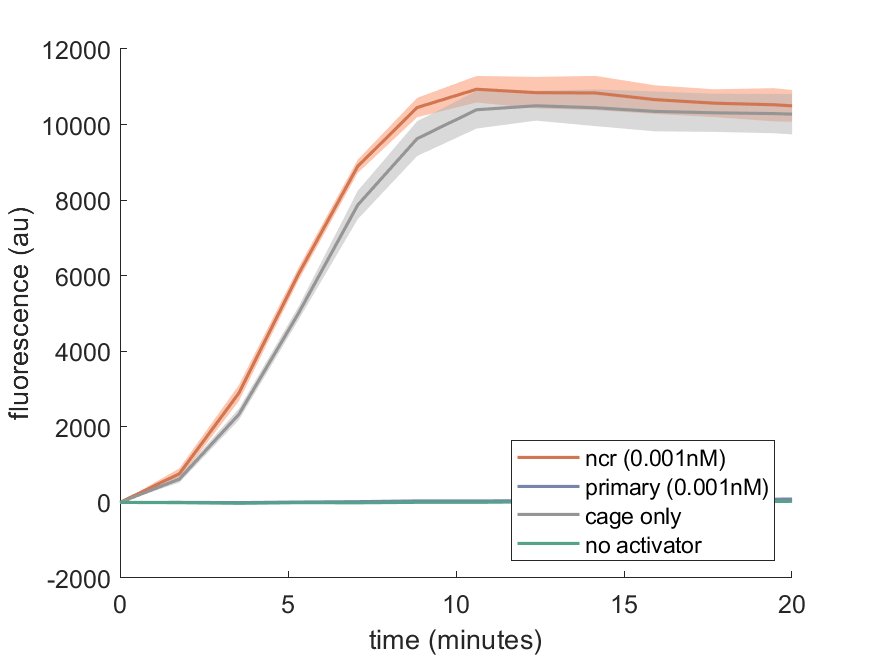 12000
10000
8000
6000
4000
2000
0
-2000
fluorescence (au)
0 5 10 15 20
time (minutes)
ncr (0.001nM)
primary (0.001nM)
cage only
no activator